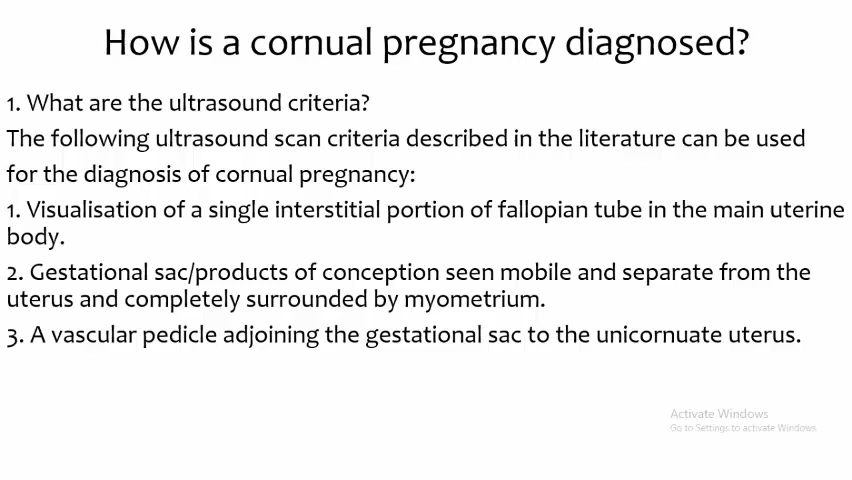 How is a cornual pregnancy diagnosed?
1. What are the ultrasound criteria?
The following ultrasound scan criteria described in the literature can be used
for the diagnosis of cornual pregnancy:
1. Visualisation of a single interstitial portion of fallopian tube in the main uterine
body.
2. Gestational sac/products of conception seen mobile and separate from the
uterus and completely surrounded by myometrium.
3. A vascular pedicle adjoining the gestational sac to the unicornuate uterus.
Activate Windows
Go to Settings to activate Windows.